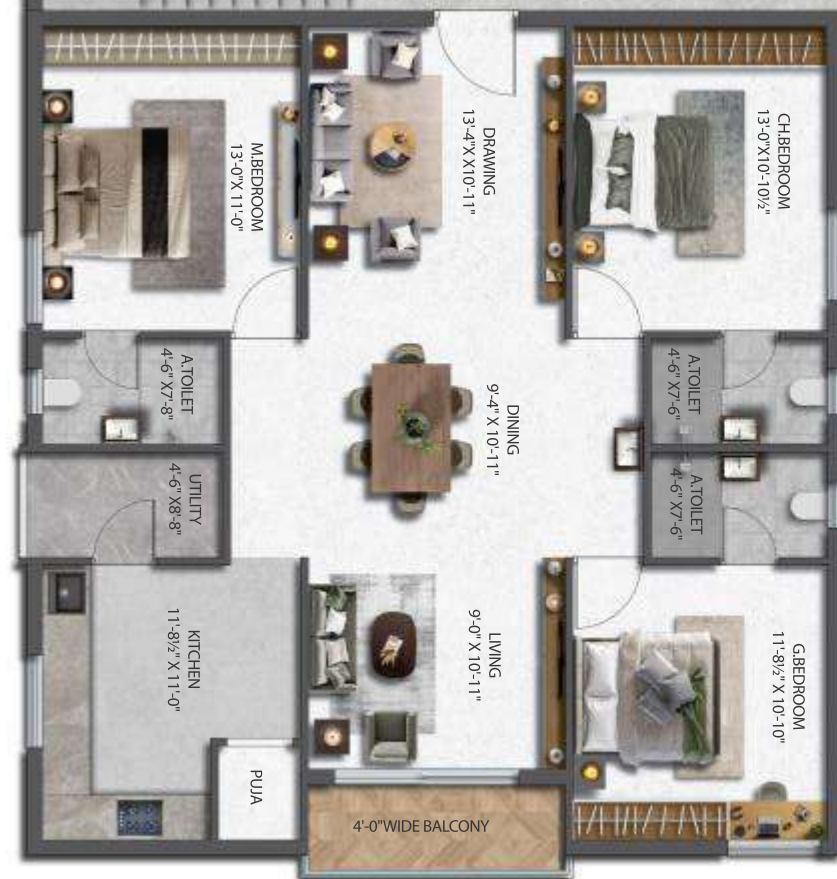 M.BEDROOM
13'-0"X 11'-0"
DRAWING
13'-4"X X10'-11"
CH.BEDROOM
13'-0"X10'-10½"
A.TOILET
4'-6" X7'-8"
DINING
9'-4" X 10'-11"
A.TOILET
4'-6" X7'-6"
UTILITY
4'-6" X8'-8"
A.TOILET
4'-6" X7'-6"
KITCHEN
11'-8½" X 11'-0"
LIVING
9'-0" X 10'-11"
G.BEDROOM
11'-8½" X 10'-10"
PUJA
4'-0"WIDE BALCONY